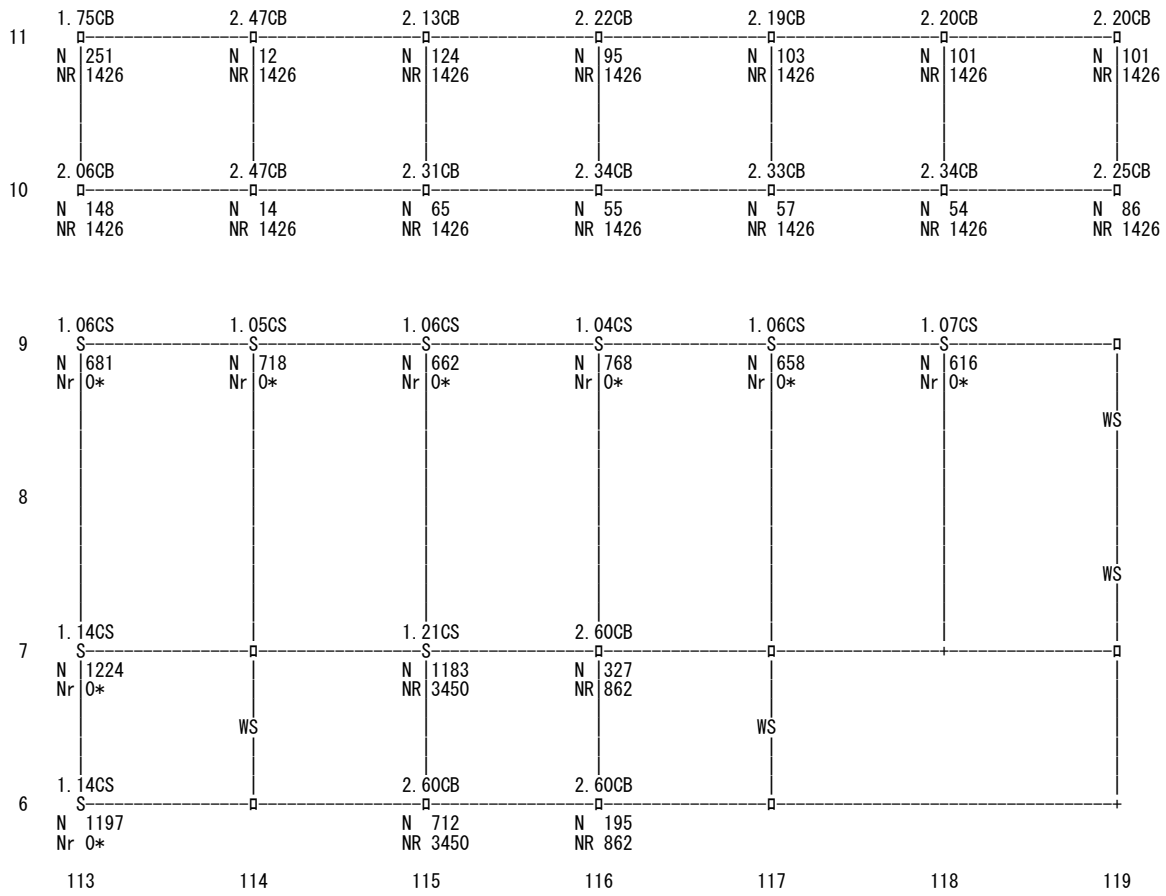 1.75CB 2.47CB 2.13CB 2.22CB 2.19CB 2.20CB 2.20CB
11
N 251 N 12 N 124 N 95 N 103 N 101 N 101
NR 1426 NR 1426 NR 1426 NR 1426 NR 1426 NR 1426 NR 1426
2.06CB 2.47CB 2.31CB 2.34CB 2.33CB 2.34CB 2.25CB
10
N 148 N 14 N 65 N 55 N 57 N 54 N 86
NR 1426 NR 1426 NR 1426 NR 1426 NR 1426 NR 1426 NR 1426
1.06CS 1.05CS 1.06CS 1.04CS 1.06CS 1.07CS
9 S S S S S S
N 681 N 718 N 662 N 768 N 658 N 616
Nr 0* Nr 0* Nr 0* Nr 0* Nr 0* Nr 0*
WS
8
WS
1.14CS 1.21CS 2.60CB
7 S S
N 1224 N 1183 N 327
Nr 0* NR 3450 NR 862
WS WS
1.14CS 2.60CB 2.60CB
6 S
N 1197 N 712 N 195
Nr 0* NR 3450 NR 862
113 114 115 116 117 118 119